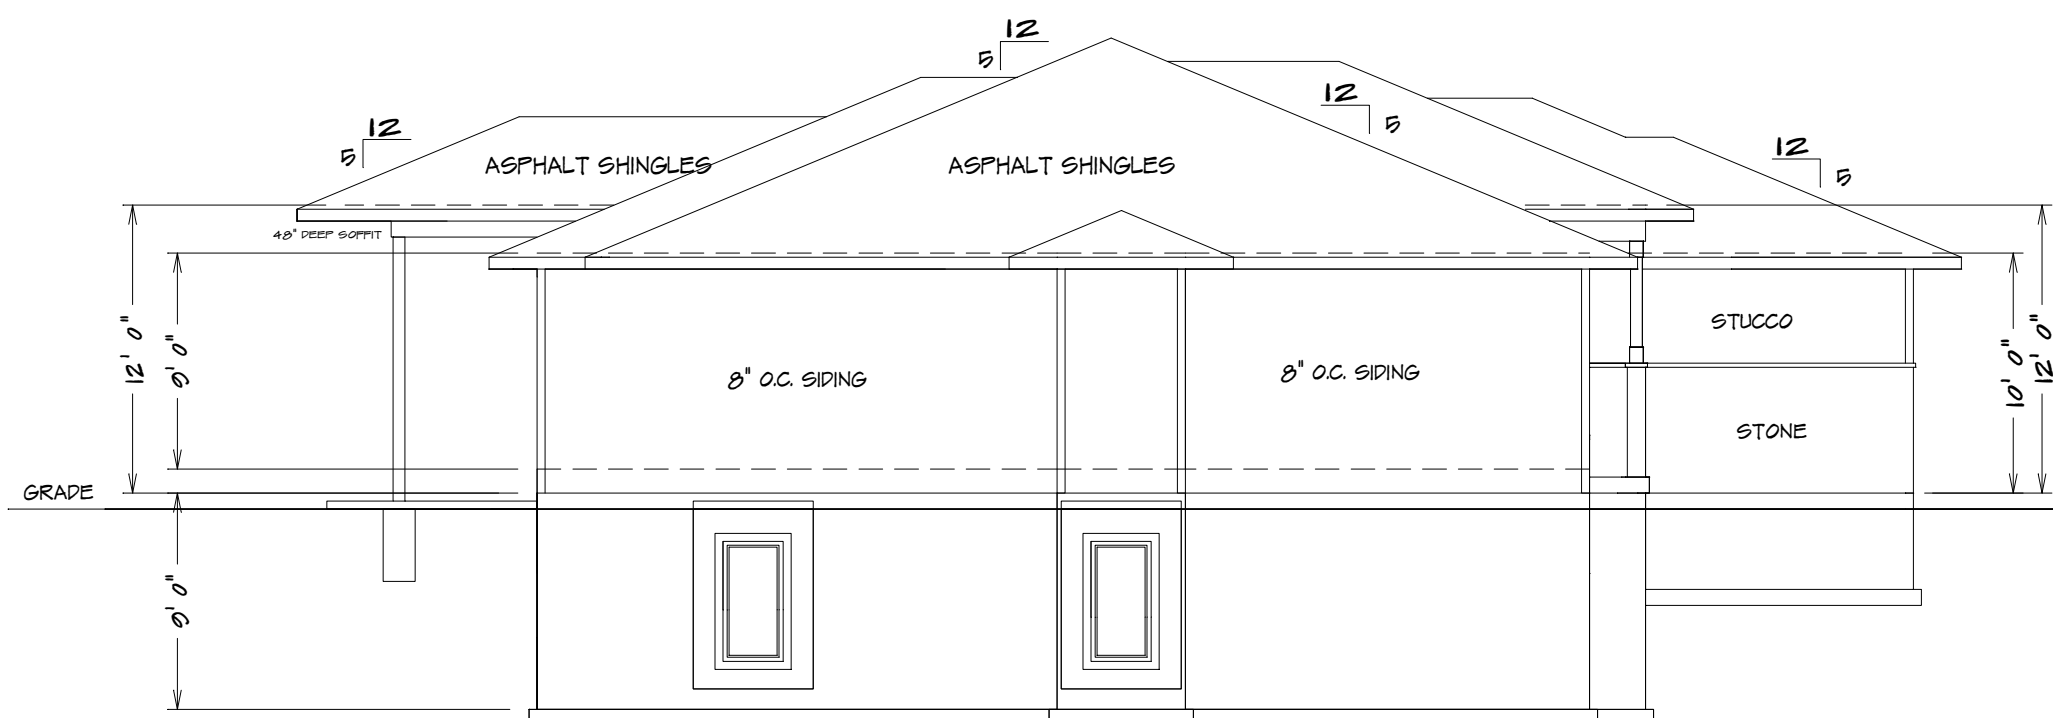 12
5
12
5
12
5
12
5
ASPHALT SHINGLES
ASPHALT SHINGLES
48" DEEP SOFFIT
12' 0"
9' 0"
8" O.C. SIDING
8" O.C. SIDING
STUCCO
STONE
10' 0"
12' 0"
GRADE
9' 0"